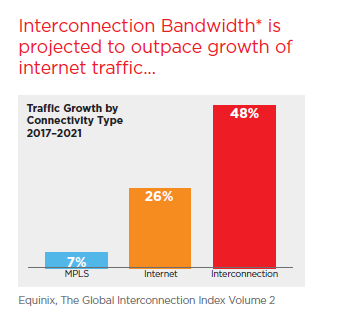 Interconnection Bandwidth* is
projected to outpace growth of
internet traffic...
Traffic Growth by
Connectivity Type
2017–2021
48%
26%
7%
MPLS
Internet
Interconnection
Equinix, The Global Interconnection Index Volume 2